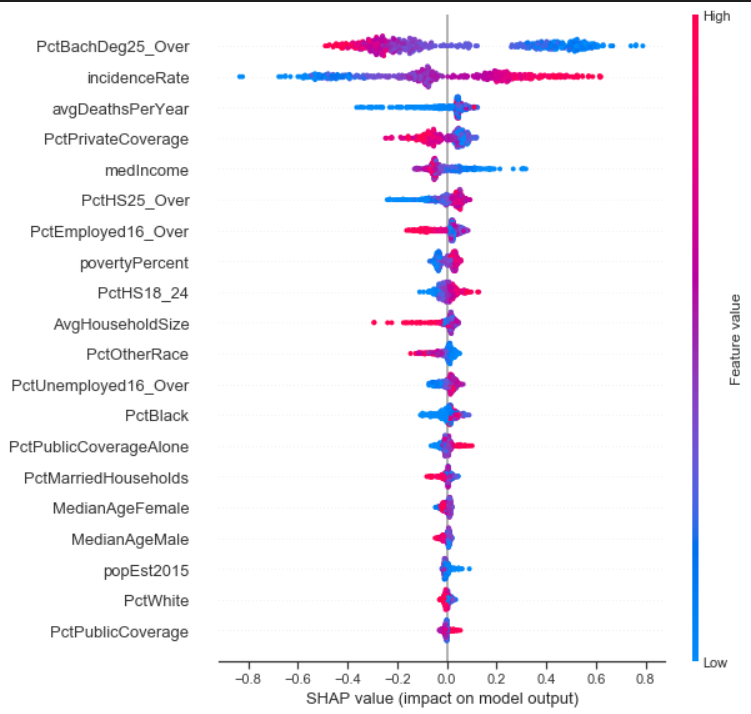 High
PctBachDeg25_Over
incidenceRate
avgDeathsPerYear
PctPrivateCoverage
medIncome
PctHS25_Over
PctEmployed16_Over
povertyPercent
PctHS18_24
AvgHouseholdSize
PctOtherRace
PctUnemployed16_Over
PctBlack
PctPublicCoverageAlone
PctMarriedHouseholds
MedianAgeFemale
MedianAgeMale
popEst2015
PctWhite
PctPublicCoverage
Feature value
Low
−0.8 −0.6 −0.4 −0.2 0.0 0.2 0.4 0.6 0.8
SHAP value (impact on model output)